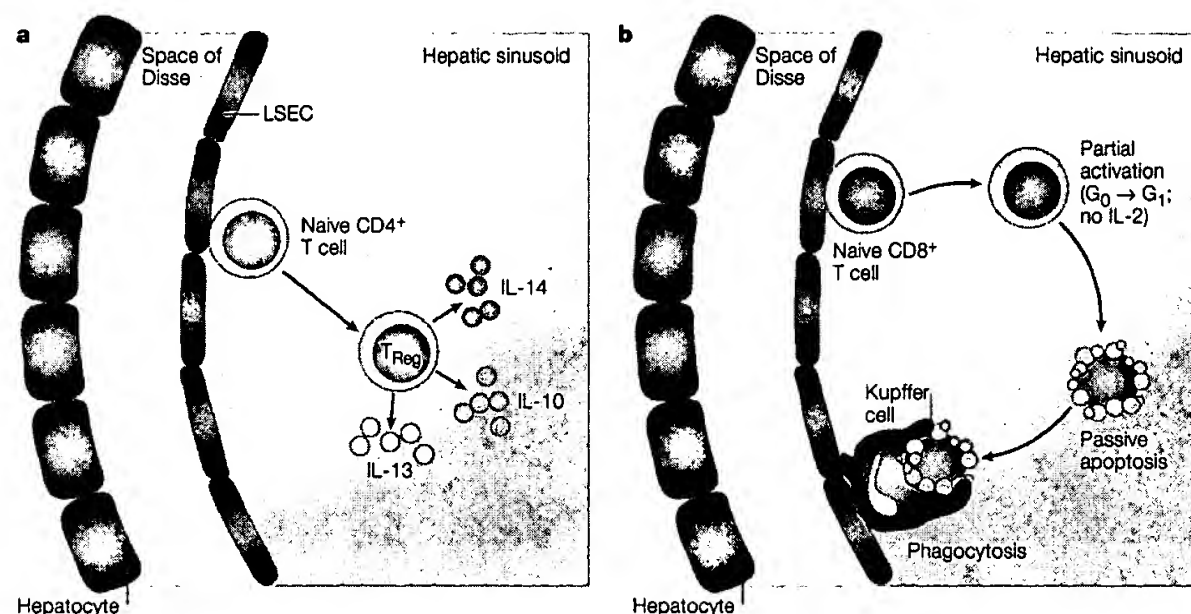 a
Space of
Disse
Hepatic sinusoid
LSEC
Naive CD4+
T cell
IL-14
TReg
IL-10
IL-13
Hepatocyte
b
Space of
Disse
Hepatic sinusoid
Partial
activation
(G0 → G1;
no IL-2)
Naive CD8+
T cell
Kupffer
cell
Passive
apoptosis
Phagocytosis
Hepatocyte